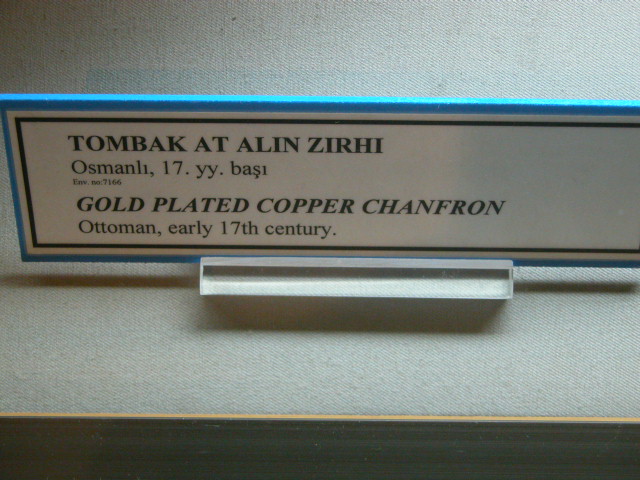 TOMBAK AT ALIN ZIRHI
Osmanlı, 17. yy. başı
Env. no:7166
GOLD PLATED COPPER CHANFRON
Ottoman, early 17th century.